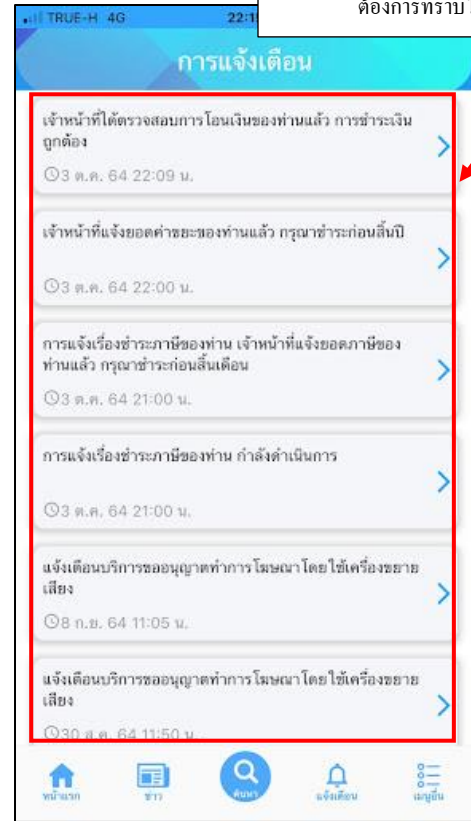 ต้องการทราบ
TRUE-H 4G
การแจ้งเตือน
เจ้าหน้าที่ได้ตรวจสอบการโอนเงินของท่านแล้ว การชำระเงิน
ถูกต้อง
3 ต.ค. 64 22:09 น.
เจ้าหน้าที่แจ้งยอดค่าขยะของท่านแล้ว กรุณาชำระก่อนสิ้นปี
3 ต.ค. 64 22:00 น.
การแจ้งเรื่องชำระภาษีของท่าน เจ้าหน้าที่แจ้งยอดภาษีของ
ท่านแล้ว กรุณาชำระก่อนสิ้นเดือน
3 ต.ค. 64 21:00 น.
การแจ้งเรื่องชำระภาษีของท่าน กำลังดำเนินการ
3 ต.ค. 64 21:00 น.
แจ้งเตือนบริการขออนุญาตทำการโฆษณาโดยใช้เครื่องขยาย
เสียง
8 ก.ย. 64 11:05 น.
แจ้งเตือนบริการขออนุญาตทำการโฆษณาโดยใช้เครื่องขยาย
เสียง
30 ส.ค. 64 11:50 น.
หน้าแรก ข่าว ค้นหา แจ้งเตือน เมนูอื่น